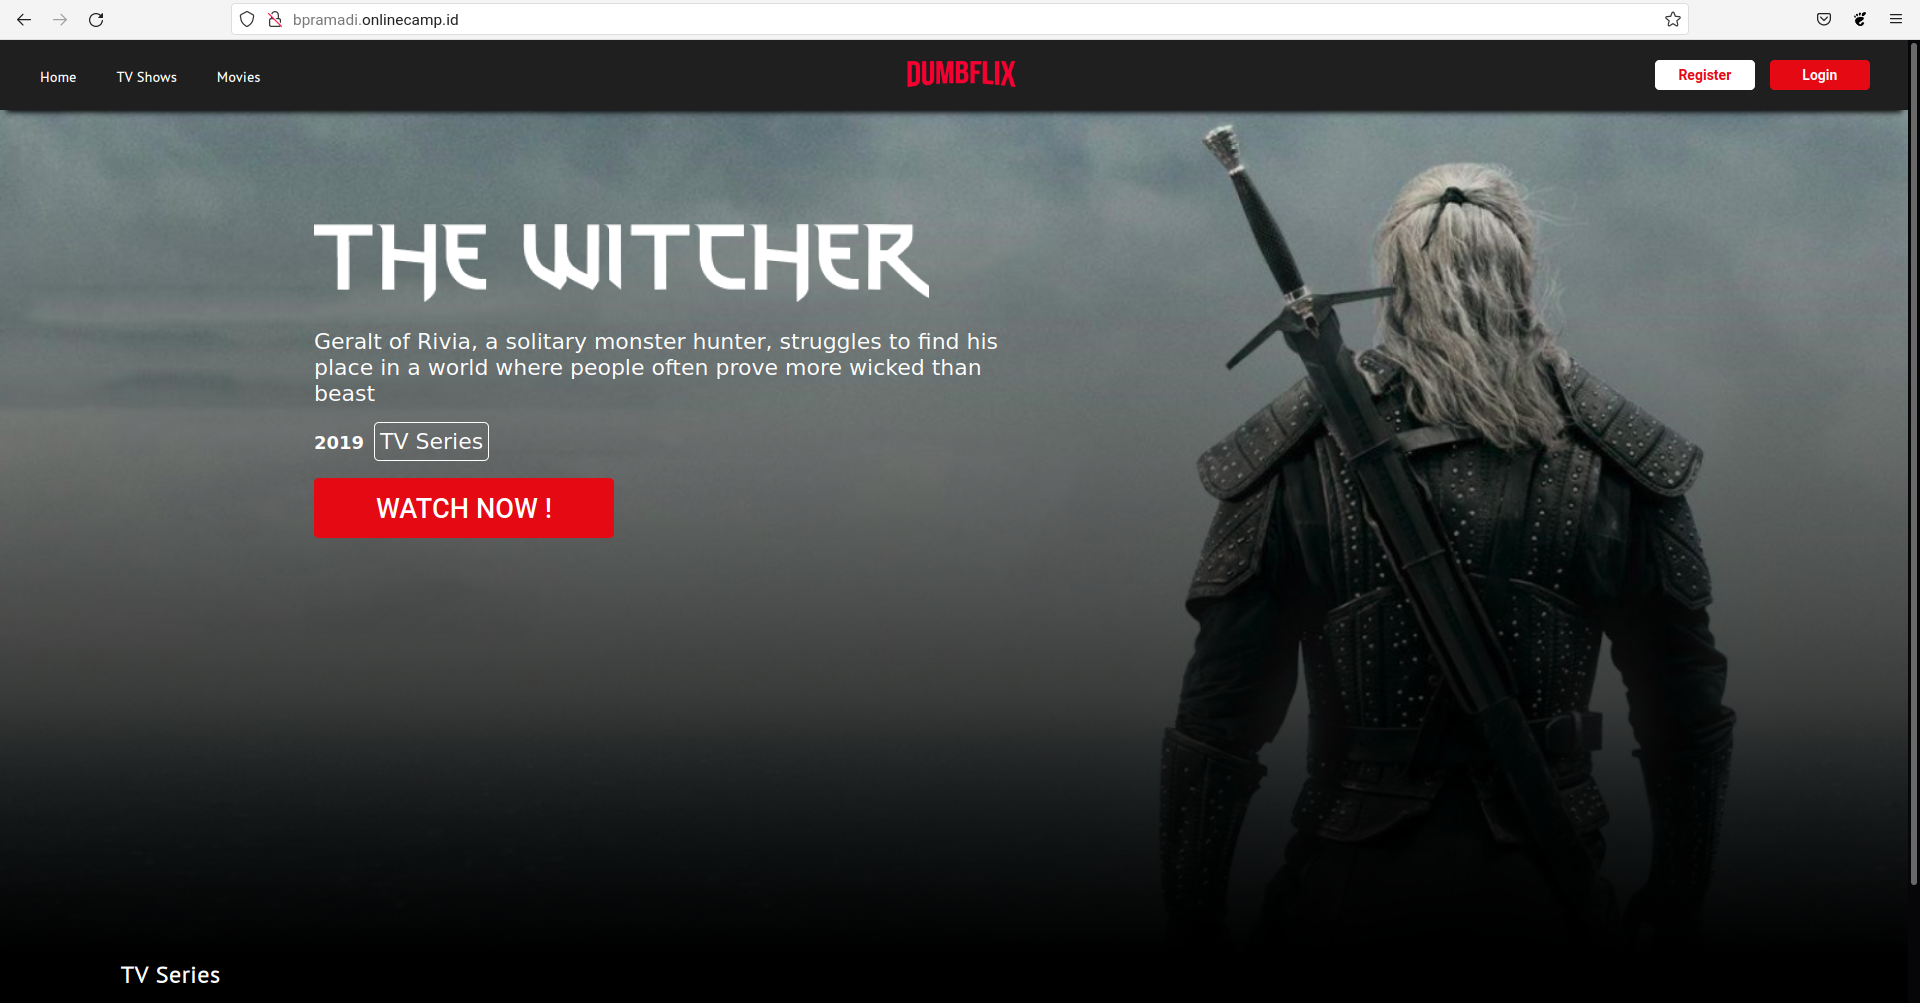 bpramadi.onlinecamp.id
Home TV Shows Movies DUMBFLIX Register Login
THE WITCHER
Geralt of Rivia, a solitary monster hunter, struggles to find his
place in a world where people often prove more wicked than
beast
2019 TV Series
WATCH NOW !
TV Series